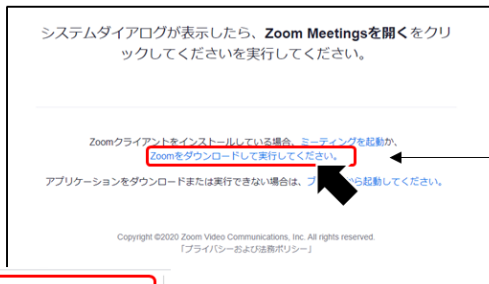 システムダイアログが表示したら、Zoom Meetingsを開くをクリ
ックしてくださいを実行してください。
Zoomクライアントをインストールしている場合、ミーティングを起動か、
Zoomをダウンロードして実行してください。
アプリケーションをダウンロードまたは実行できない場合は、ブ から起動してください。
Copyright ©2020 Zoom Video Communications, Inc. All rights reserved.
「プライバシーおよび法務ポリシー」